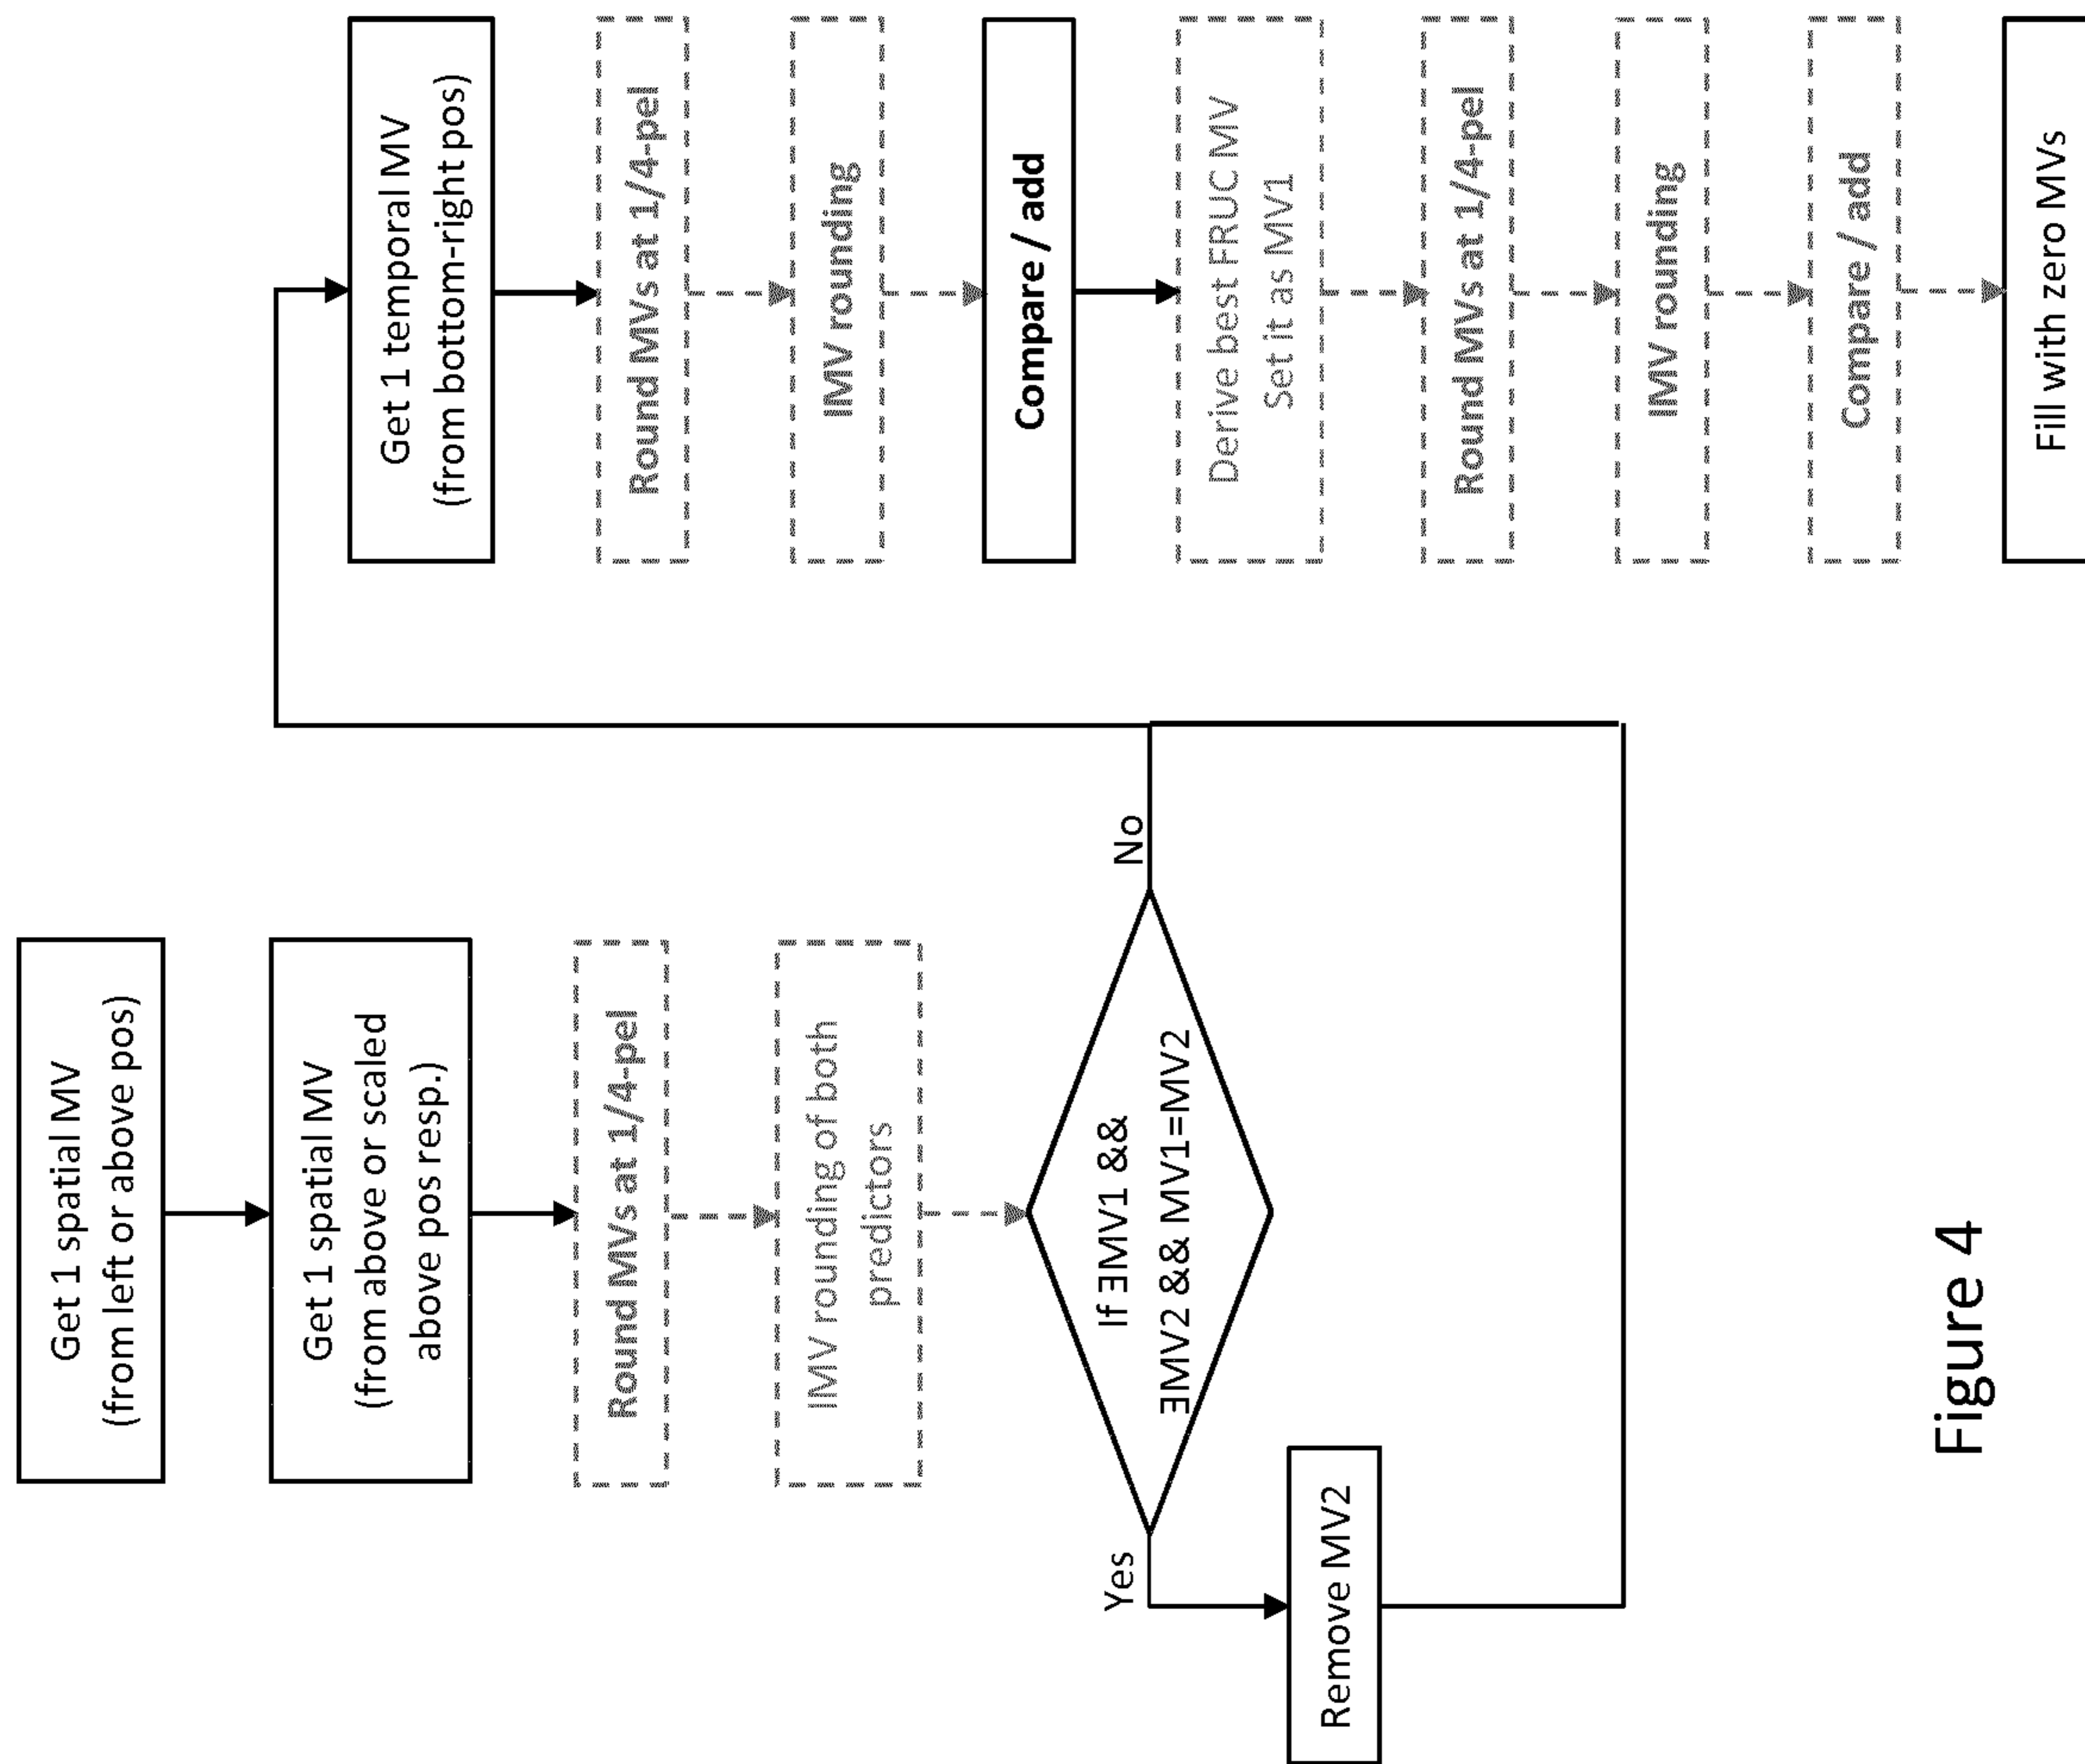 Get 1 spatial MV
(from left or above pos)
Get 1 spatial MV
(from above or scaled
above pos resp.)
Round MVs at 1/4-pel
IMV rounding of both
predictors
If ∃MV1 &&
∃MV2 && MV1=MV2
Yes
No
Remove MV2
Get 1 temporal MV
(from bottom-right pos)
Round MVs at 1/4-pel
IMV rounding
Compare / add
Derive best FRUC MV
Set it as MV1
Round MVs at 1/4-pel
IMV rounding
Compare / add
Fill with zero MVs
Figure 4